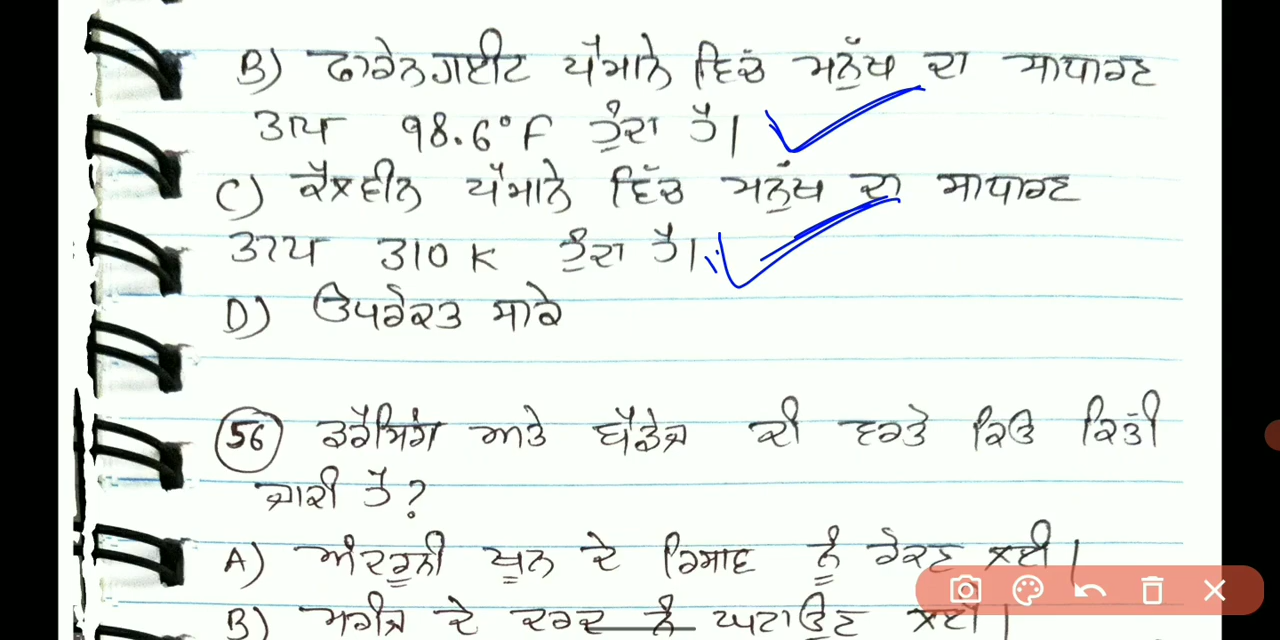 B) ਫਾਰੇਨਹਾਈਟ ਪੈਮਾਨੇ ਵਿੱਚ ਮਨੁੱਖ ਦਾ ਸਾਧਾਰਣ
ਤਾਪ 98.6°F ਹੁੰਦਾ ਹੈ।
C) ਕੈਲਵੀਨ ਪੈਮਾਨੇ ਵਿੱਚ ਮਨੁੱਖ ਦਾ ਸਾਧਾਰਣ
ਤਾਪ 310 K ਹੁੰਦਾ ਹੈ।
D) ਉਪਰੋਕਤ ਸਾਰੇ
56 ਡਰੈਸਿੰਗ ਅਤੇ ਬੈਂਡੇਜ ਦੀ ਵਰਤੋਂ ਕਿਉਂ ਕਿੱਤੀ
ਜਾਂਦੀ ਹੈ?
A) ਅੰਦਰੂਨੀ ਖੂਨ ਦੇ ਰਿਸਾਵ ਨੂੰ ਰੋਕਣ ਲਈ।
B) ਮਰੀਜ਼ ਦੇ ਦਰਦ ਨੂੰ ਘਟਾਉਣ ਲਈ।